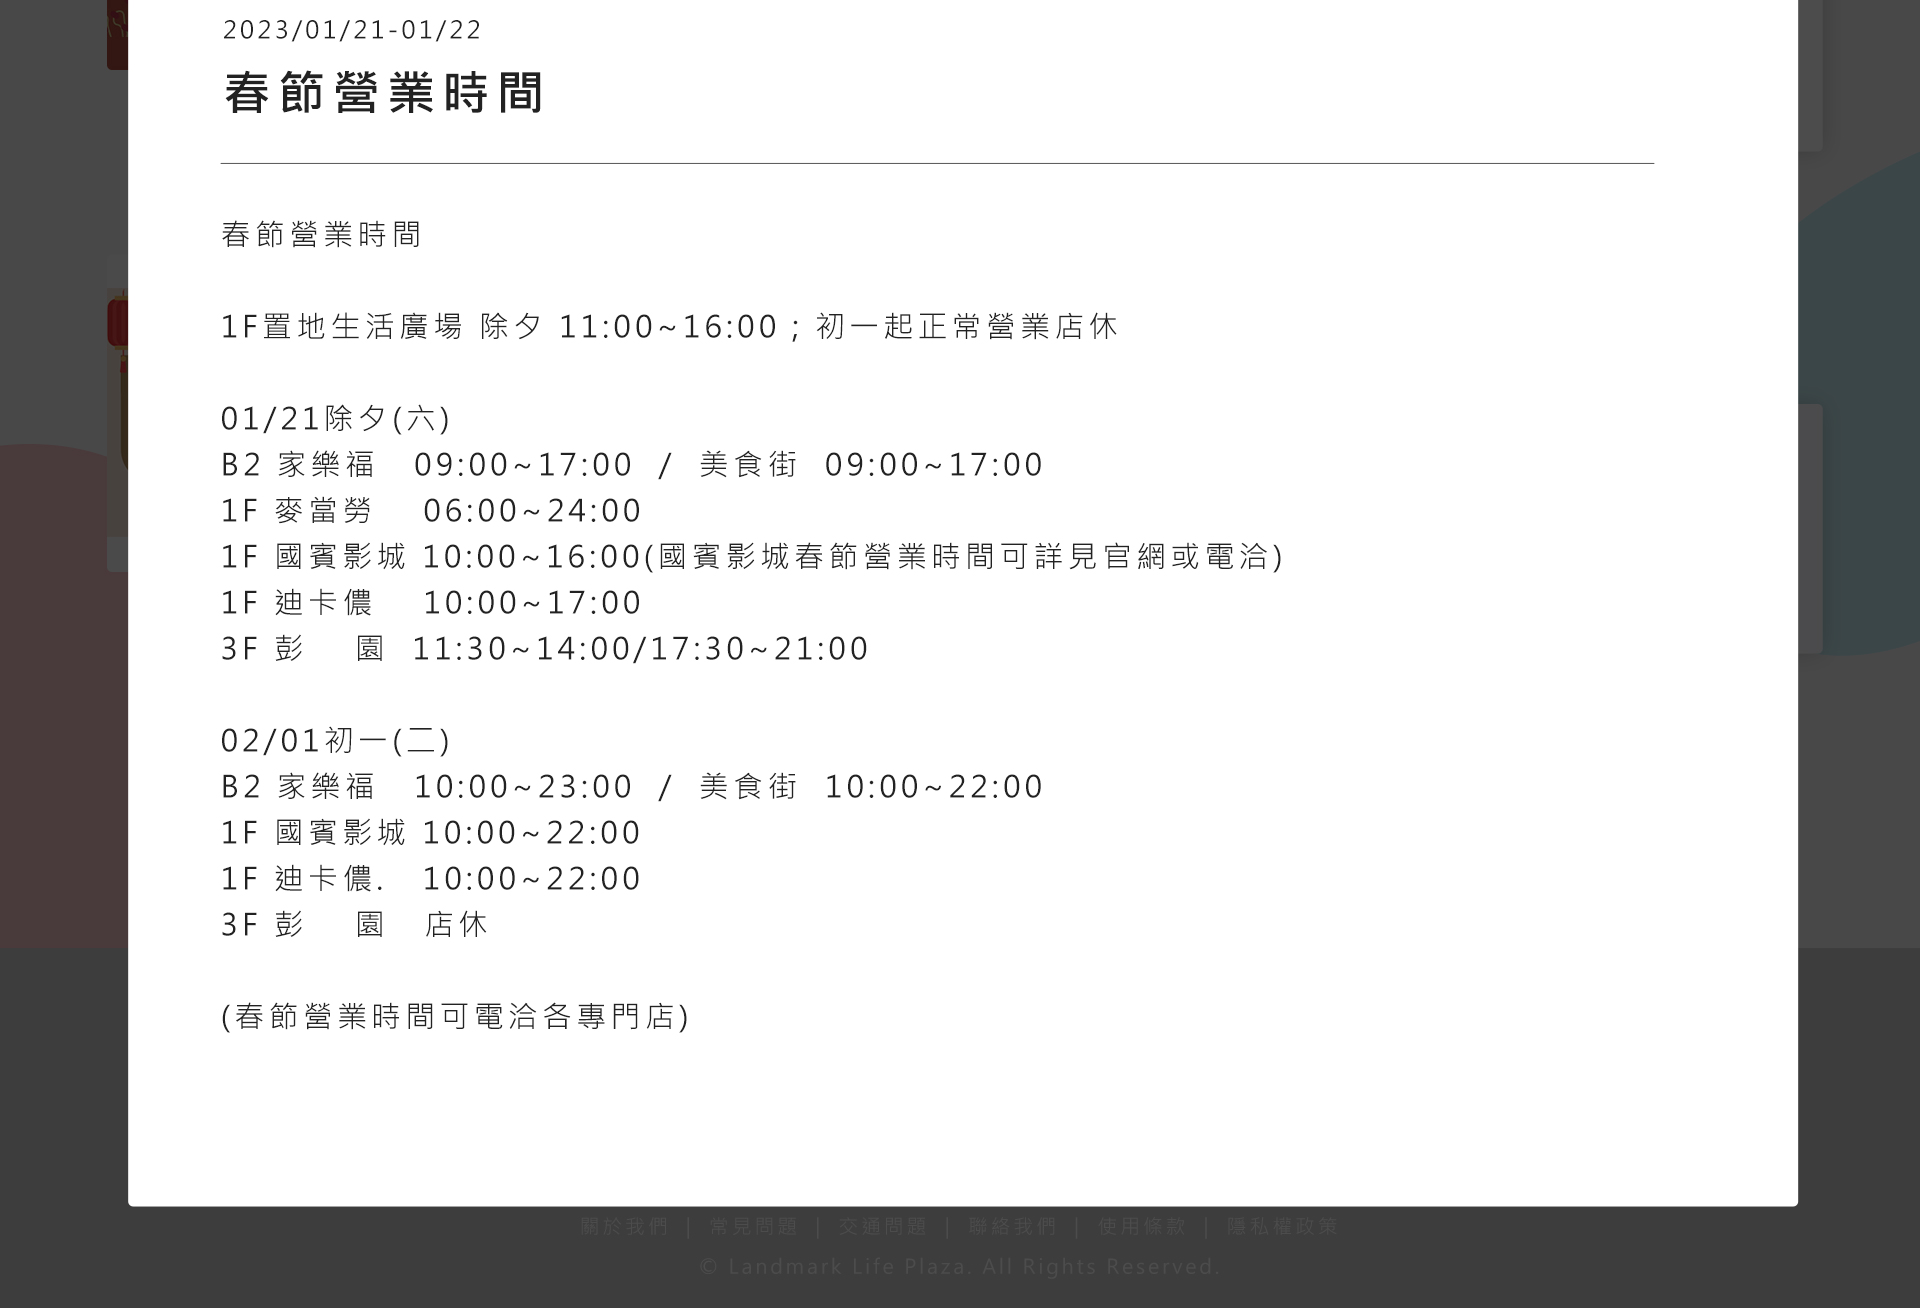 2023/01/21-01/22
春節營業時間
春節營業時間
1F置地生活廣場 除夕 11:00~16:00 ; 初一起正常營業店休
01/21除夕(六)
B2 家樂福 09:00~17:00 / 美食街 09:00~17:00
1F 麥當勞 06:00~24:00
1F 國賓影城 10:00~16:00(國賓影城春節營業時間可詳見官網或電洽)
1F 迪卡儂 10:00~17:00
3F 彭 園 11:30~14:00/17:30~21:00
02/01初一(二)
B2 家樂福 10:00~23:00 / 美食街 10:00~22:00
1F 國賓影城 10:00~22:00
1F 迪卡儂. 10:00~22:00
3F 彭 園 店休
(春節營業時間可電洽各專門店)
關於我們 | 常見問題 | 交通問題 | 聯絡我們 | 使用條款 | 隱私權政策
© Landmark Life Plaza. All Rights Reserved.